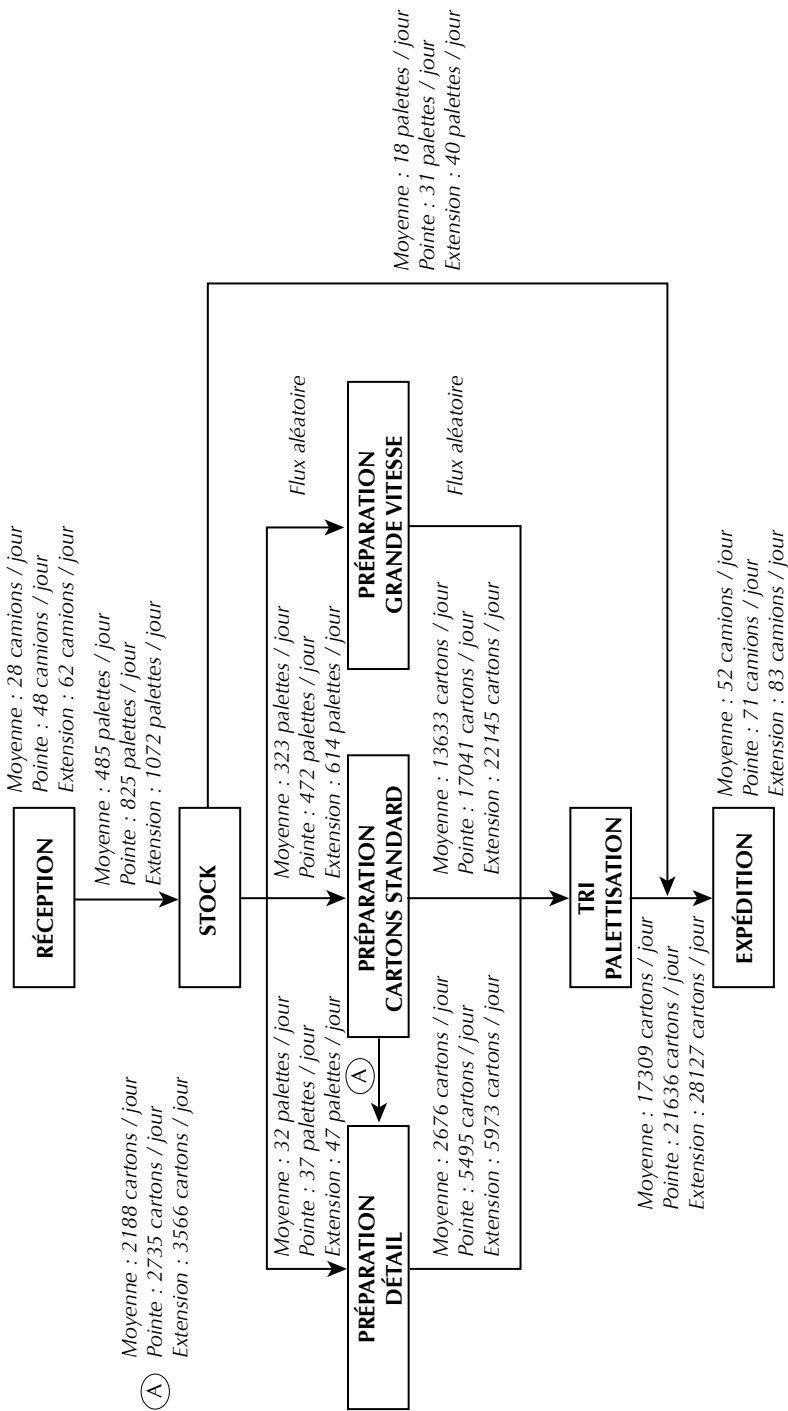 RÉCEPTION
Moyenne : 28 camions / jour
Pointe : 48 camions / jour
Extension : 62 camions / jour
Moyenne : 485 palettes / jour
Pointe : 825 palettes / jour
Extension : 1072 palettes / jour
A
Moyenne : 2188 cartons / jour
Pointe : 2735 cartons / jour
Extension : 3566 cartons / jour
STOCK
Moyenne : 32 palettes / jour
Pointe : 37 palettes / jour
Extension : 47 palettes / jour
Moyenne : 323 palettes / jour
Pointe : 472 palettes / jour
Extension : 614 palettes / jour
Flux aléatoire
PRÉPARATION
DÉTAIL
A
PRÉPARATION
CARTONS STANDARD
PRÉPARATION
GRANDE VITESSE
Moyenne : 18 palettes / jour
Pointe : 31 palettes / jour
Extension : 40 palettes / jour
Moyenne : 2676 cartons / jour
Pointe : 5495 cartons / jour
Extension : 5973 cartons / jour
Moyenne : 13633 cartons / jour
Pointe : 17041 cartons / jour
Extension : 22145 cartons / jour
Flux aléatoire
TRI
PALETTISATION
Moyenne : 17309 cartons / jour
Pointe : 21636 cartons / jour
Extension : 28127 cartons / jour
EXPÉDITION
Moyenne : 52 camions / jour
Pointe : 71 camions / jour
Extension : 83 camions / jour